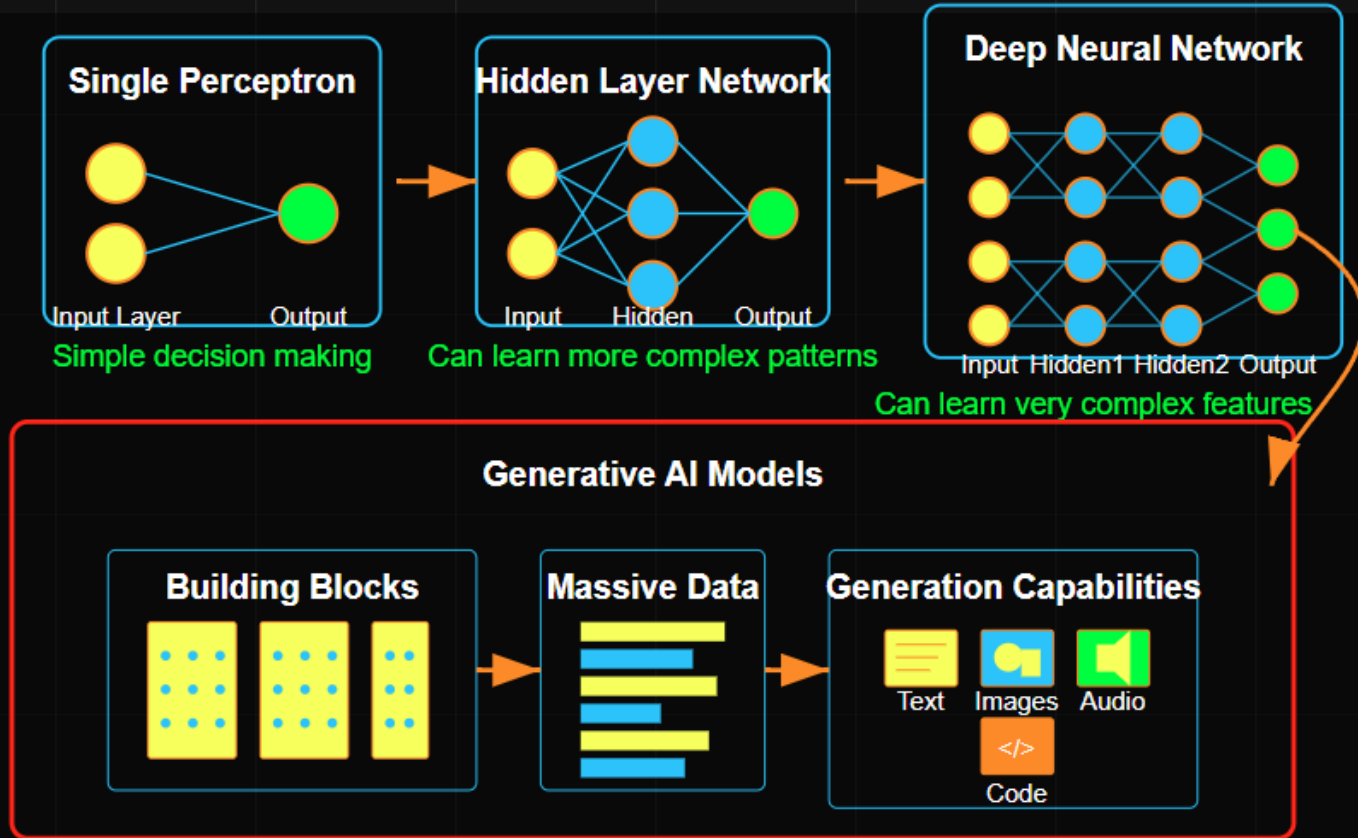 Single Perceptron
Input Layer
Output
Simple decision making
Hidden Layer Network
Input
Hidden
Output
Can learn more complex patterns
Deep Neural Network
Input
Hidden1
Hidden2
Output
Can learn very complex features
Generative AI Models
Building Blocks
Massive Data
Generation Capabilities
Text
Images
Audio
</>
Code